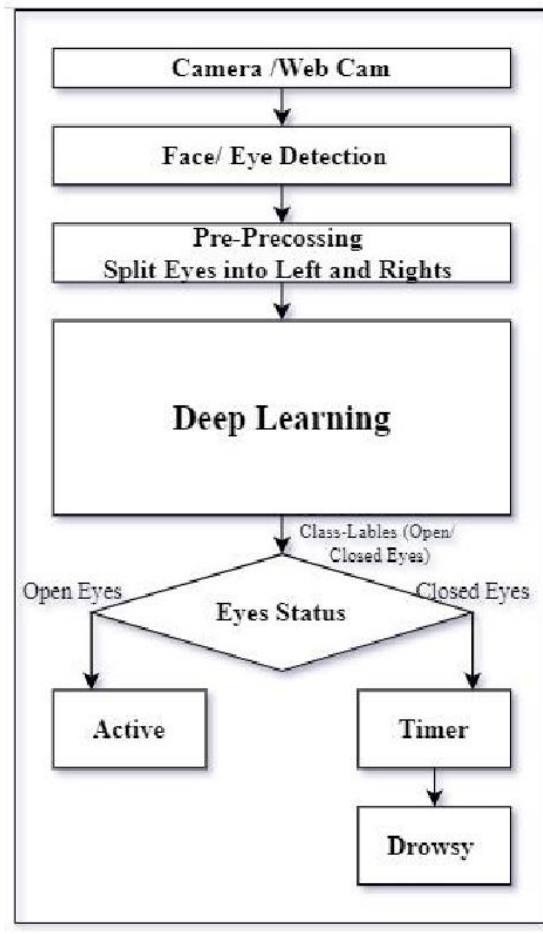 Camera /Web Cam
Face/ Eye Detection
Pre-Precossing
Split Eyes into Left and Rights
Deep Learning
Class-Lables (Open/
Closed Eyes)
Open Eyes
Closed Eyes
Eyes Status
Active
Timer
Drowsy